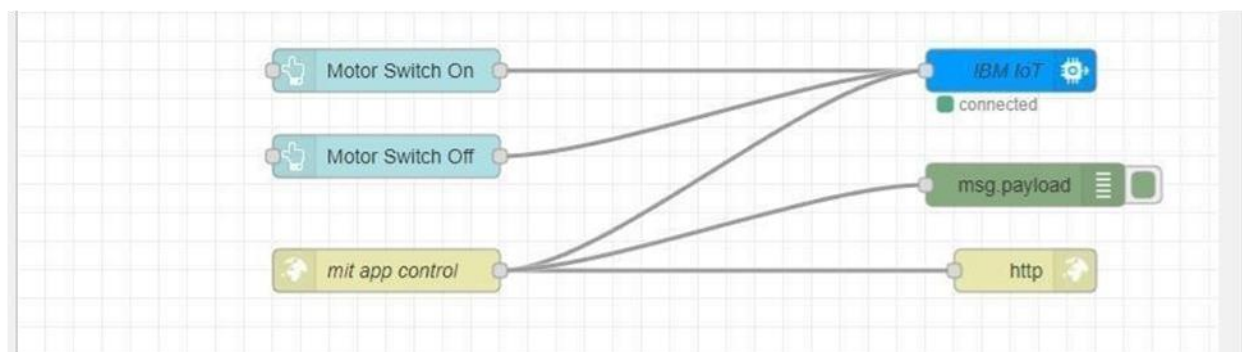 Motor Switch On
IBM IoT
connected
Motor Switch Off
msg.payload
mit app control
http